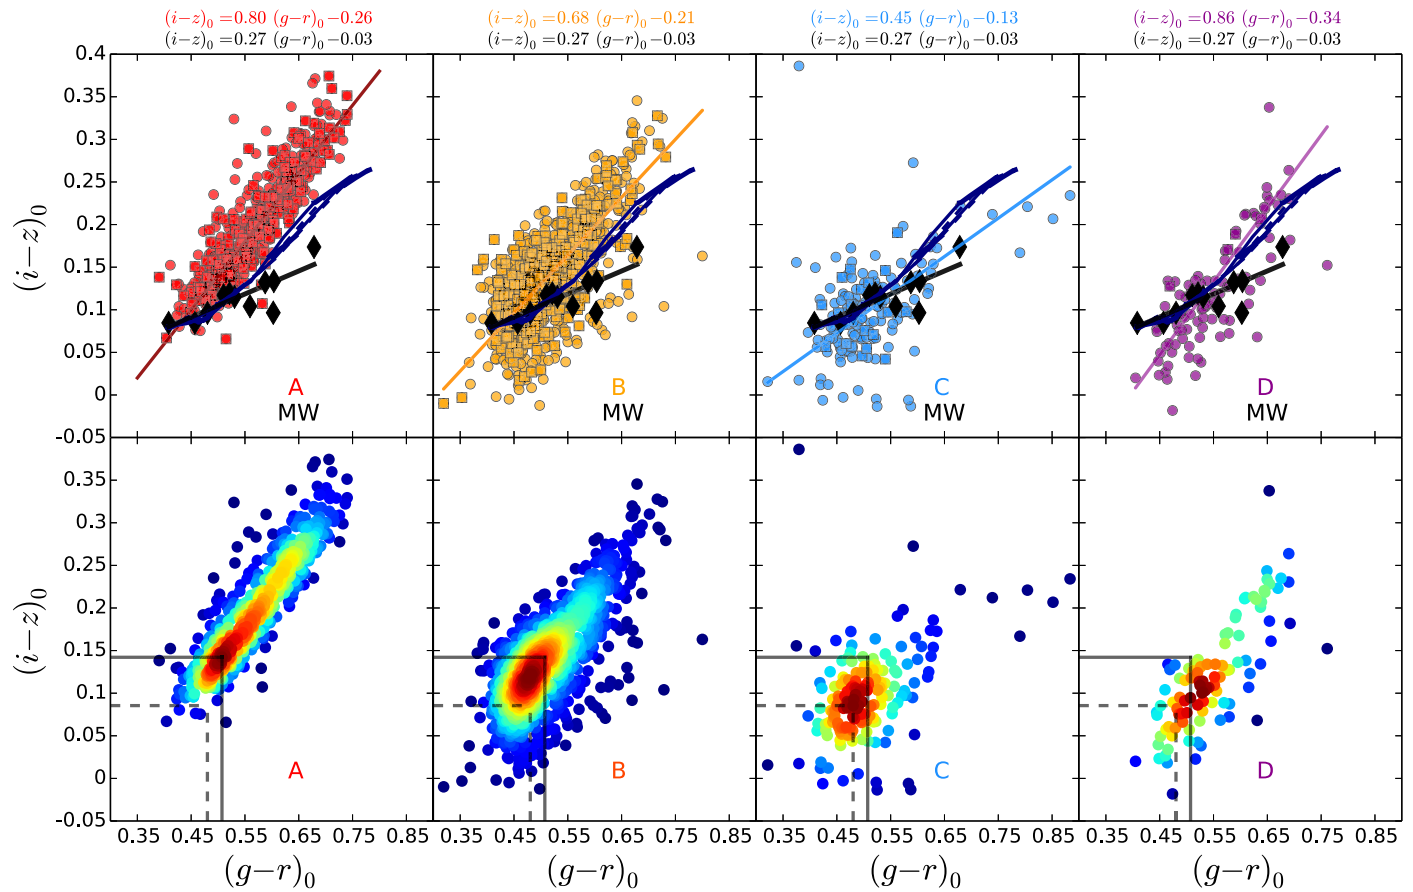 (i−z)₀ = 0.80 (g−r)₀ − 0.26
(i−z)₀ = 0.27 (g−r)₀ − 0.03
(i−z)₀ = 0.68 (g−r)₀ − 0.21
(i−z)₀ = 0.27 (g−r)₀ − 0.03
(i−z)₀ = 0.45 (g−r)₀ − 0.13
(i−z)₀ = 0.27 (g−r)₀ − 0.03
(i−z)₀ = 0.86 (g−r)₀ − 0.34
(i−z)₀ = 0.27 (g−r)₀ − 0.03
(i−z)₀
0.4
0.35
0.3
0.25
0.2
0.15
0.1
0.05
0
-0.05
A
MW
B
MW
C
MW
D
MW
(i−z)₀
0.35
0.3
0.25
0.2
0.15
0.1
0.05
0
-0.05
A
B
C
D
0.35 0.45 0.55 0.65 0.75 0.85
0.35 0.45 0.55 0.65 0.75 0.85
0.35 0.45 0.55 0.65 0.75 0.85
0.35 0.45 0.55 0.65 0.75 0.85
(g−r)₀
(g−r)₀
(g−r)₀
(g−r)₀